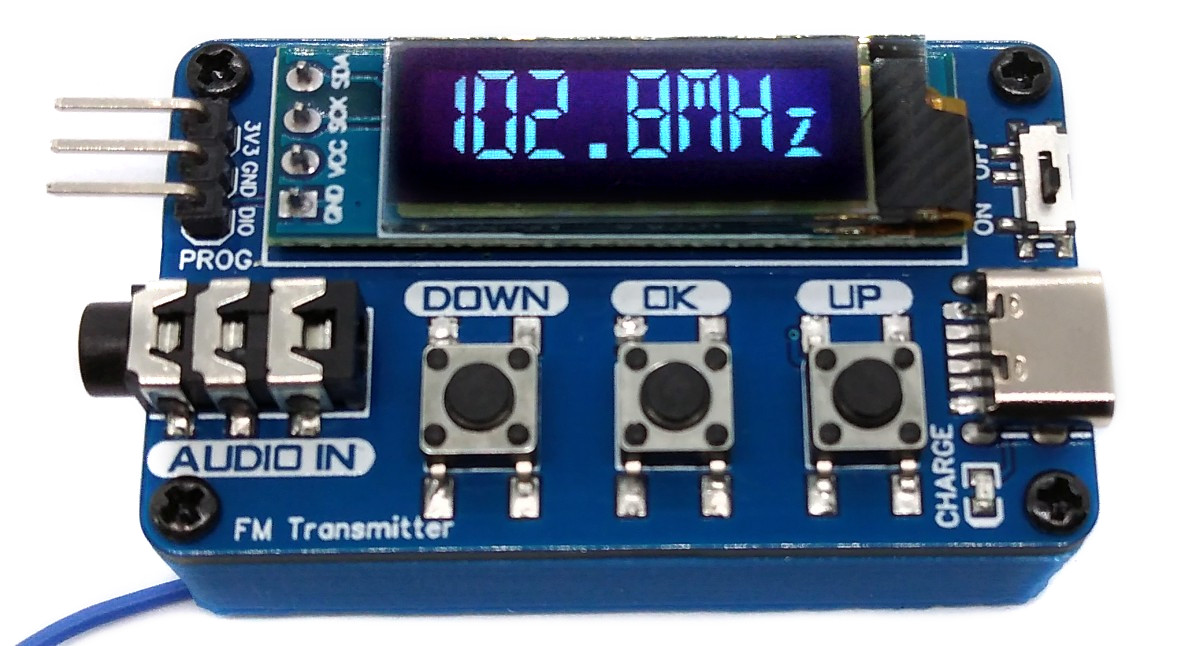 102.8MHz
SDA
SCK
VCC
GND
3V3
GND
DIO
PROG
OFF
ON
DOWN
OK
UP
AUDIO IN
CHARGE
FM Transmitter